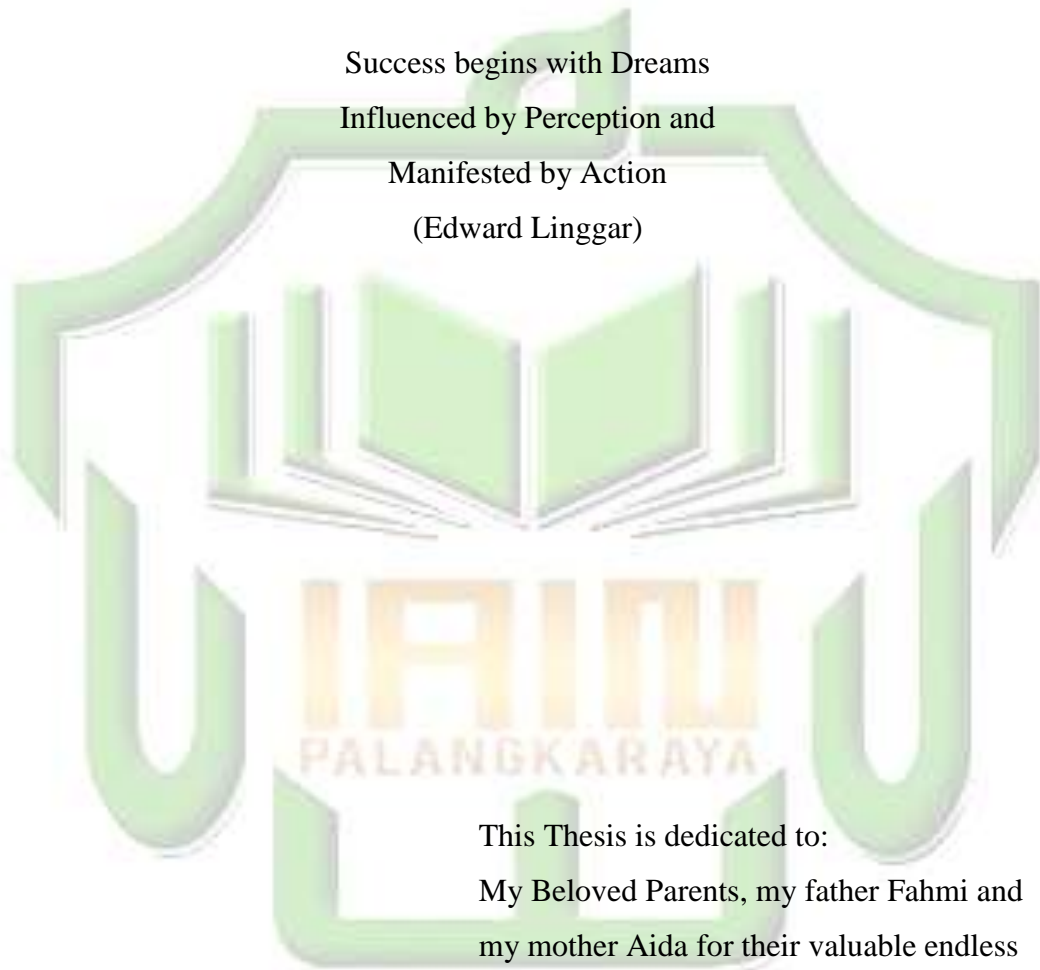 Success begins with Dreams
Influenced by Perception and
Manifested by Action
(Edward Linggar)
IAIN
PALANGKARAYA
This Thesis is dedicated to:
My Beloved Parents, my father Fahmi and
my mother Aida for their valuable endless